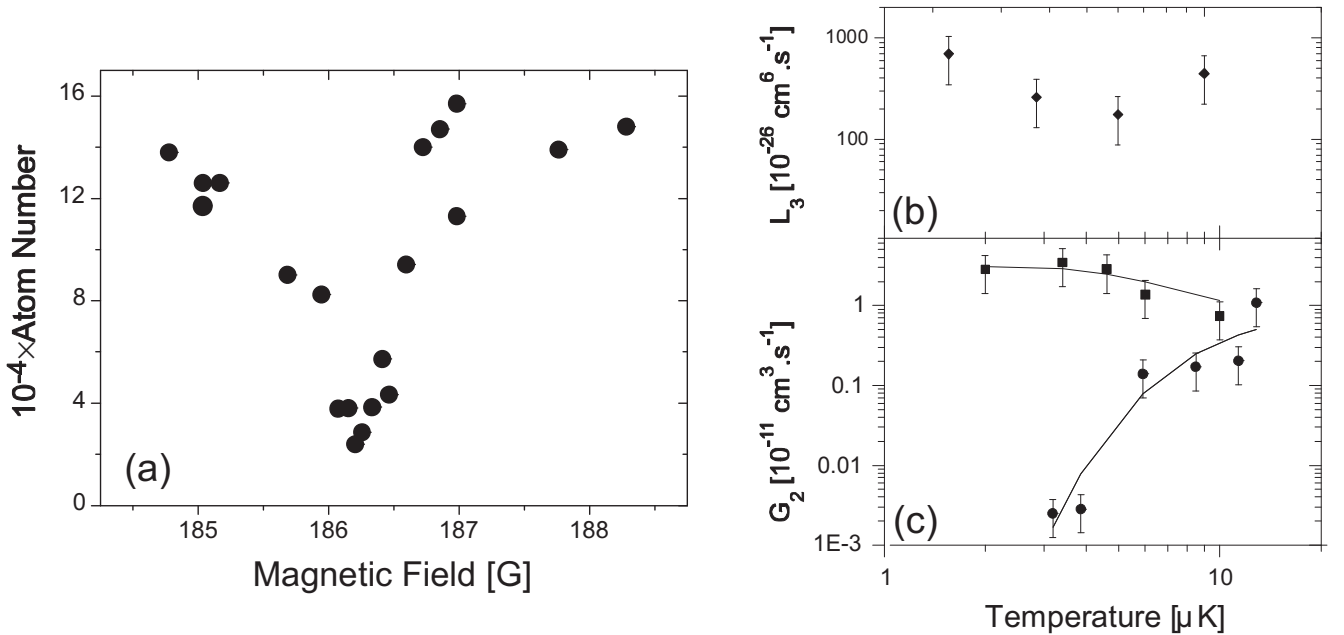 10-4×Atom Number
16
12
8
4
0
(a)
185
186
187
188
Magnetic Field [G]
L3 [10-26 cm6.s-1]
1000
100
(b)
G2 [10-11 cm3.s-1]
1
0.1
0.01
1E-3
(c)
1
10
Temperature [µK]